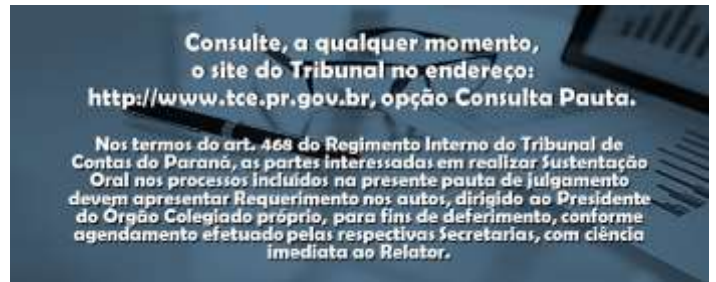 Consulte, a qualquer momento,
o site do Tribunal no endereço:
http://www.tce.pr.gov.br, opção Consulta Pauta.
Nos termos do art. 468 do Regimento Interno do Tribunal de
Contas do Paraná, as partes interessadas em realizar Sustentação
Oral nos processos incluídos na presente pauta de julgamento
devem apresentar Requerimento nos autos, dirigido ao Presidente
do Órgão Colegiado próprio, para fins de deferimento, conforme
agendamento efetuado pelas respectivas Secretarias, com ciência
imediata ao Relator.